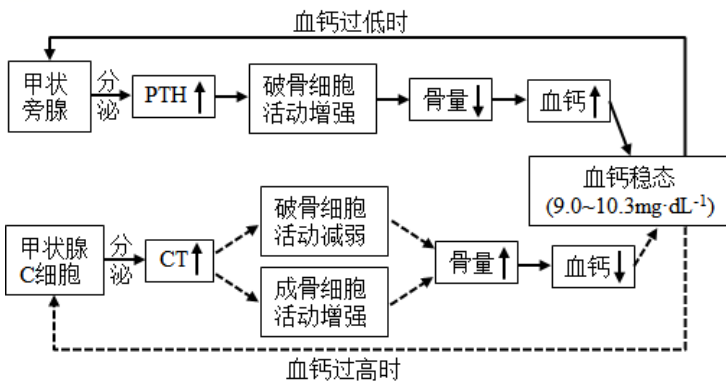 血钙过低时
甲状
旁腺
分
泌
PTH
破骨细胞
活动增强
骨量
血钙
血钙稳态
(9.0~10.3mg·dL⁻¹)
甲状腺
C细胞
分
泌
CT
破骨细胞
活动减弱
成骨细胞
活动增强
骨量
血钙
血钙过高时